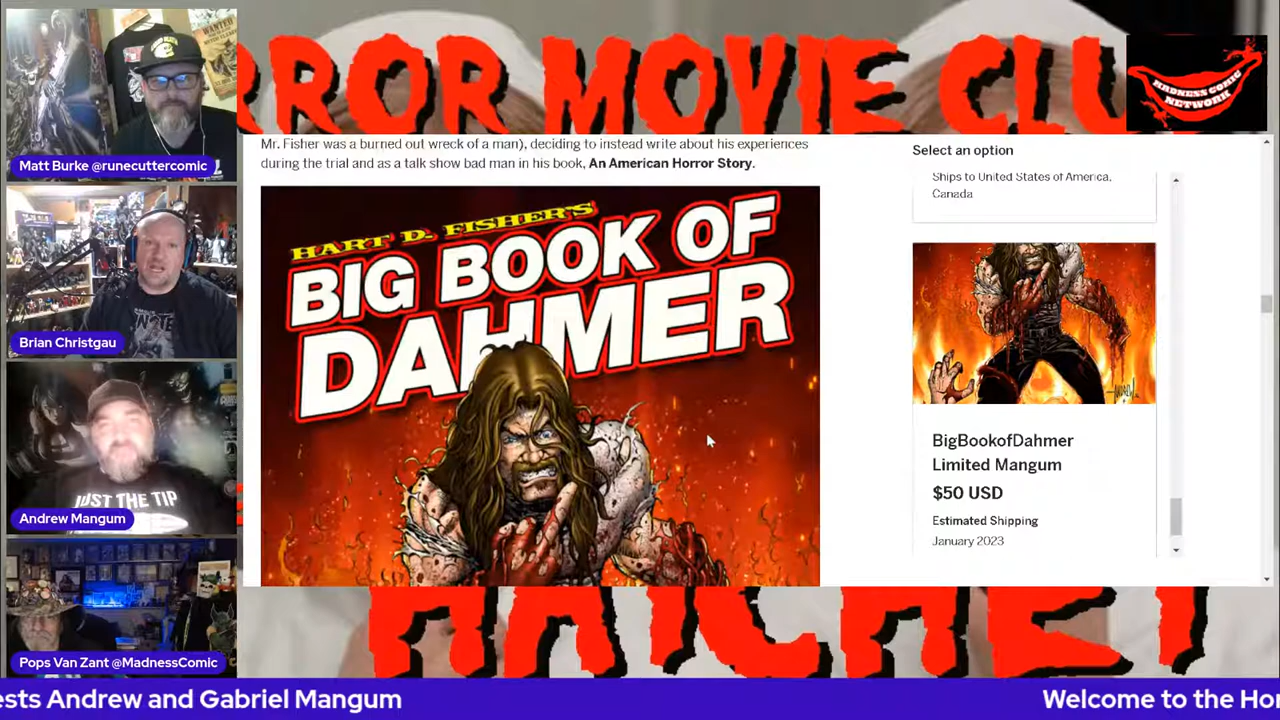 RROR MOVIE CLU
MADNESS COMIC
NETWORK
Matt Burke @runecuttercomic
Brian Christgau
JUST THE TIP
Andrew Mangum
Pops Van Zant @MadnessComic
Mr. Fisher was a burned out wreck of a man), deciding to instead write about his experiences
during the trial and as a talk show bad man in his book, An American Horror Story.
HART D. FISHER'S
BIG BOOK OF
DAHMER
Select an option
Ships to United States of America,
Canada
BigBookofDahmer
Limited Mangum
$50 USD
Estimated Shipping
January 2023
HATCHET
ests Andrew and Gabriel Mangum
Welcome to the Hor